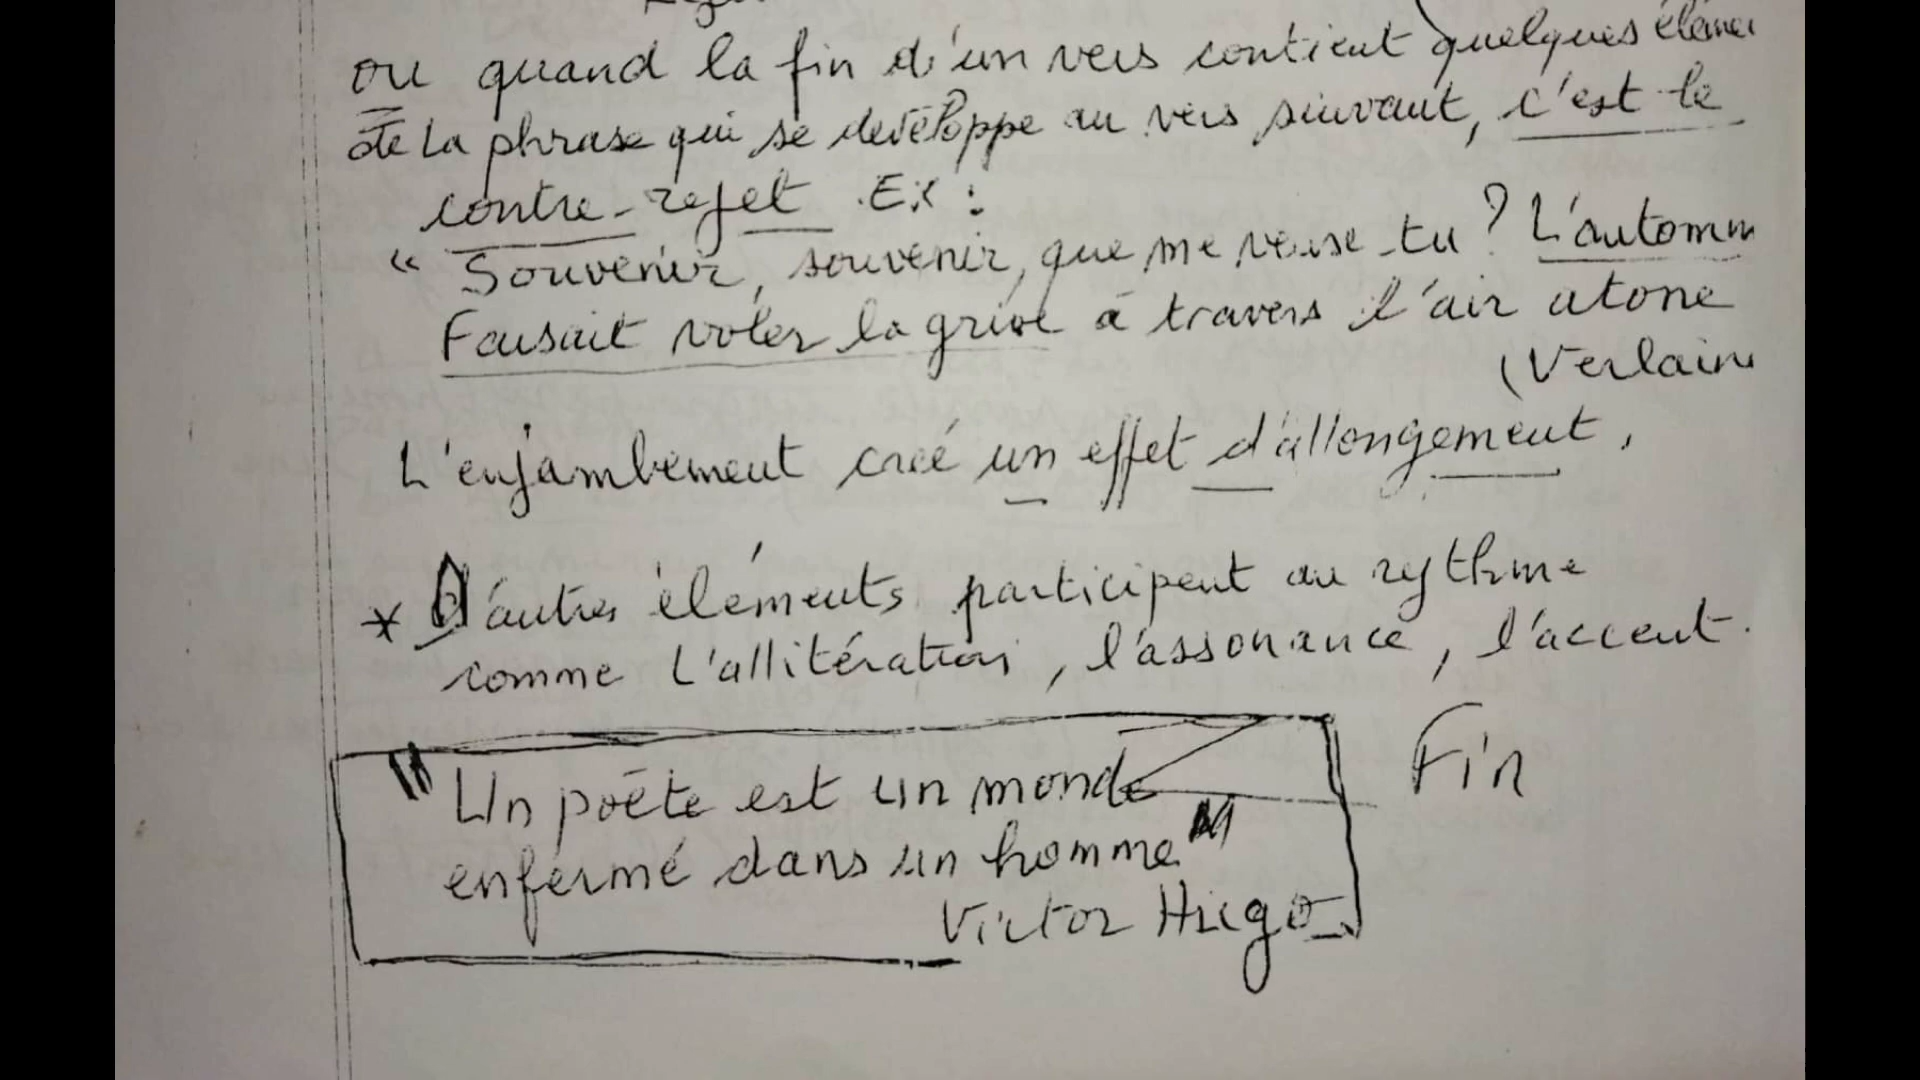 ou quand la fin d'un vers contient quelques éléme
de la phrase qui se développe au vers suivant, c'est le
contre-rejet. Ex :
" Souvenir, souvenir, que me veuse-tu ? L'automn
Faisait voler la grive à travers l'air atone
(Verlain
L'enjambement créé un effet d'allongement.
* D'autres éléments participent au rythme
comme L'allitération, l'assonance, l'accent.
Fin
"Un poète est un monde
enfermé dans un homme"
Victor Hugo